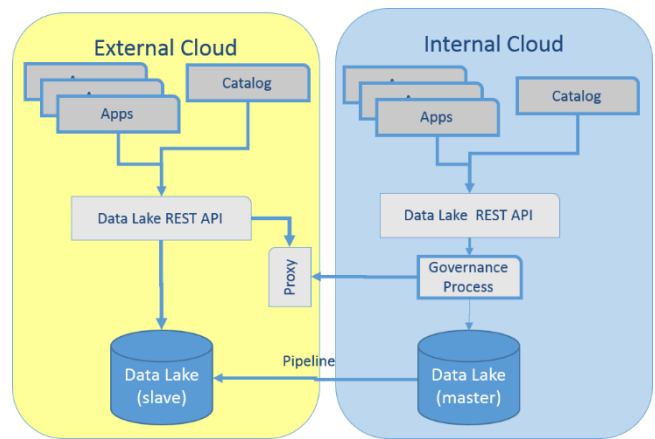 External Cloud
Internal Cloud
Apps
Catalog
Apps
Catalog
Data Lake REST API
Data Lake  REST API
Proxy
Governance
Process
Pipeline
Data Lake
(slave)
Data Lake
(master)